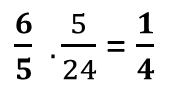 6/5 . 5/24 = 1/4